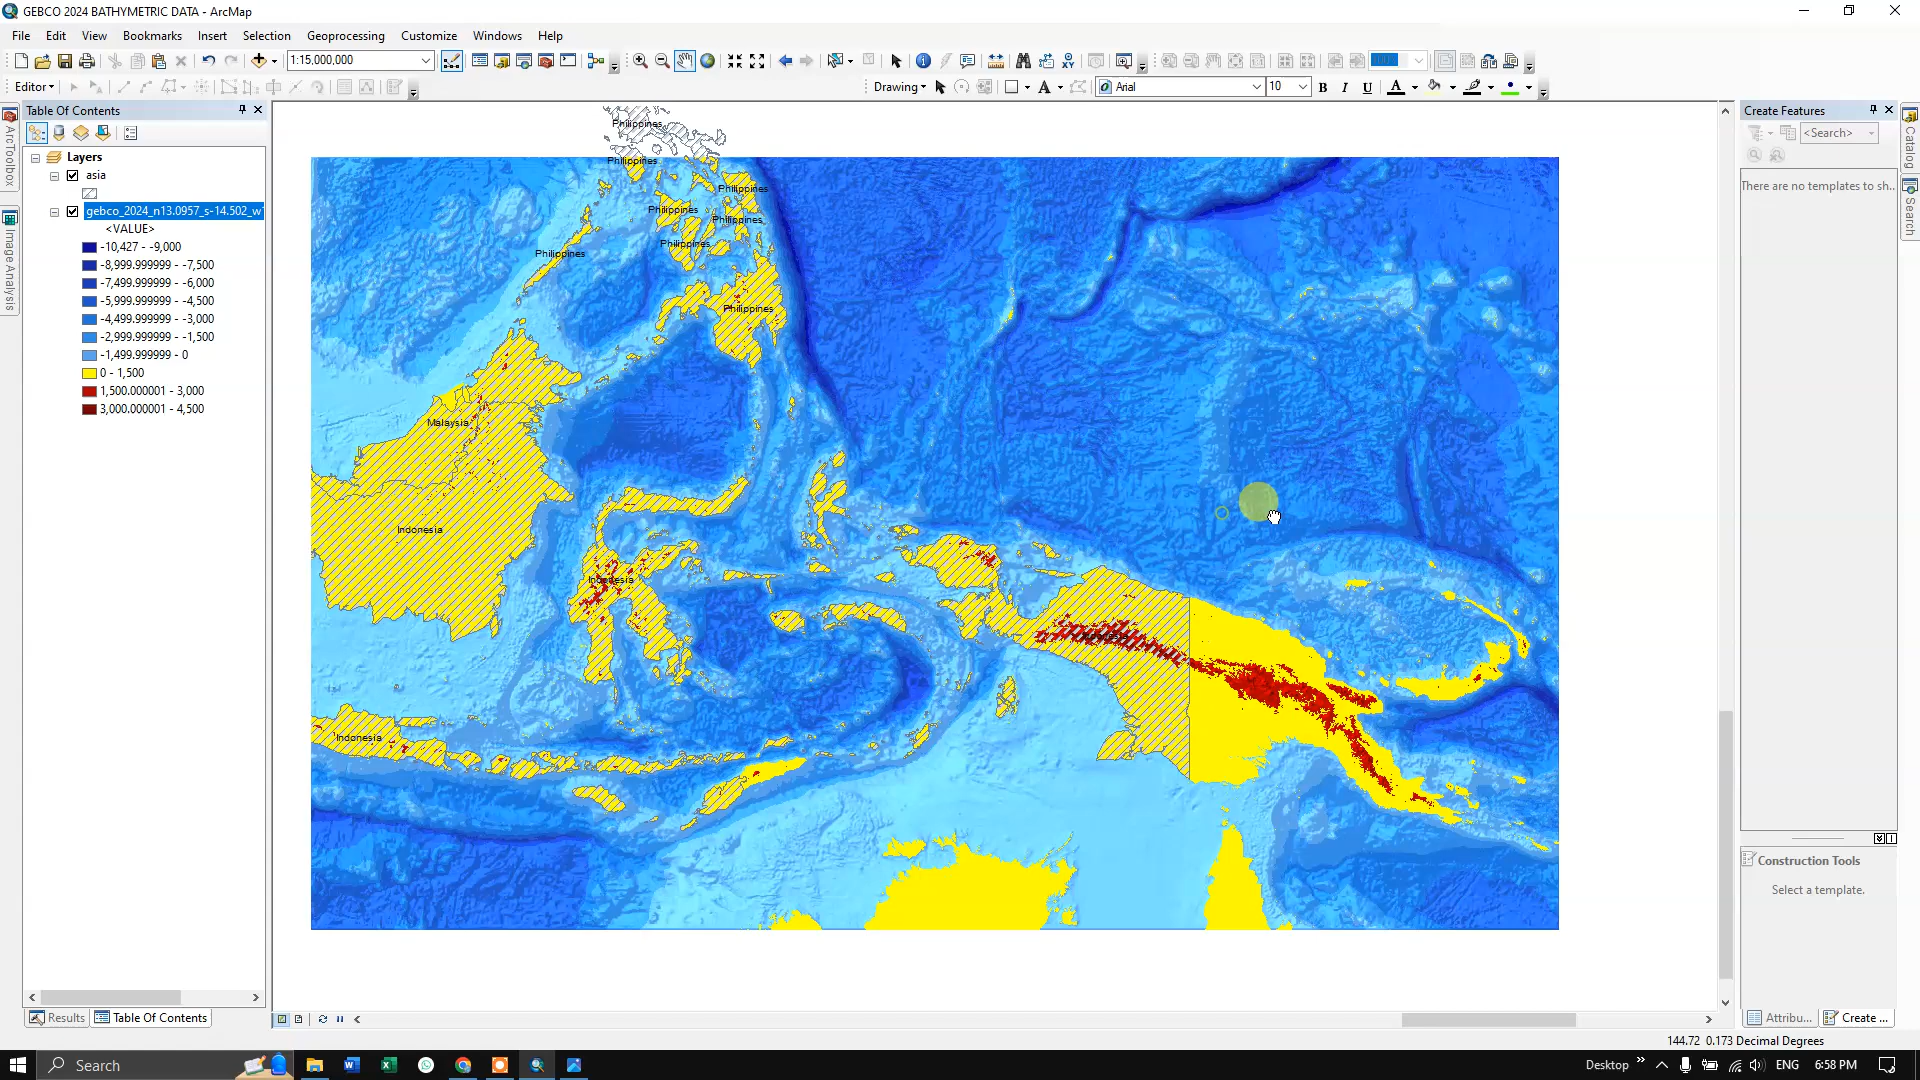 GEBCO 2024 BATHYMETRIC DATA - ArcMap
File Edit View Bookmarks Insert Selection Geoprocessing Customize Windows Help
1:15,000,000
Editor
Drawing
Arial
10
B I U A
Table Of Contents
Layers
asia
gebco_2024_n13.0957_s-14.502_w
<VALUE>
-10,427 - -9,000
-8,999.999999 - -7,500
-7,499.999999 - -6,000
-5,999.999999 - -4,500
-4,499.999999 - -3,000
-2,999.999999 - -1,500
-1,499.999999 - 0
0 - 1,500
1,500.000001 - 3,000
3,000.000001 - 4,500
Results
Table Of Contents
ArcToolbox
Image Analysis
Philippines
Philippines
Philippines
Philippines
Philippines
Philippines
Philippines
Philippines
Malaysia
Indonesia
Indonesia
Indonesia
Create Features
<Search>
There are no templates to sh..
Construction Tools
Select a template.
Attribu...
Create ...
Catalog
Search
144.72 0.173 Decimal Degrees
Search
Desktop
ENG
6:58 PM